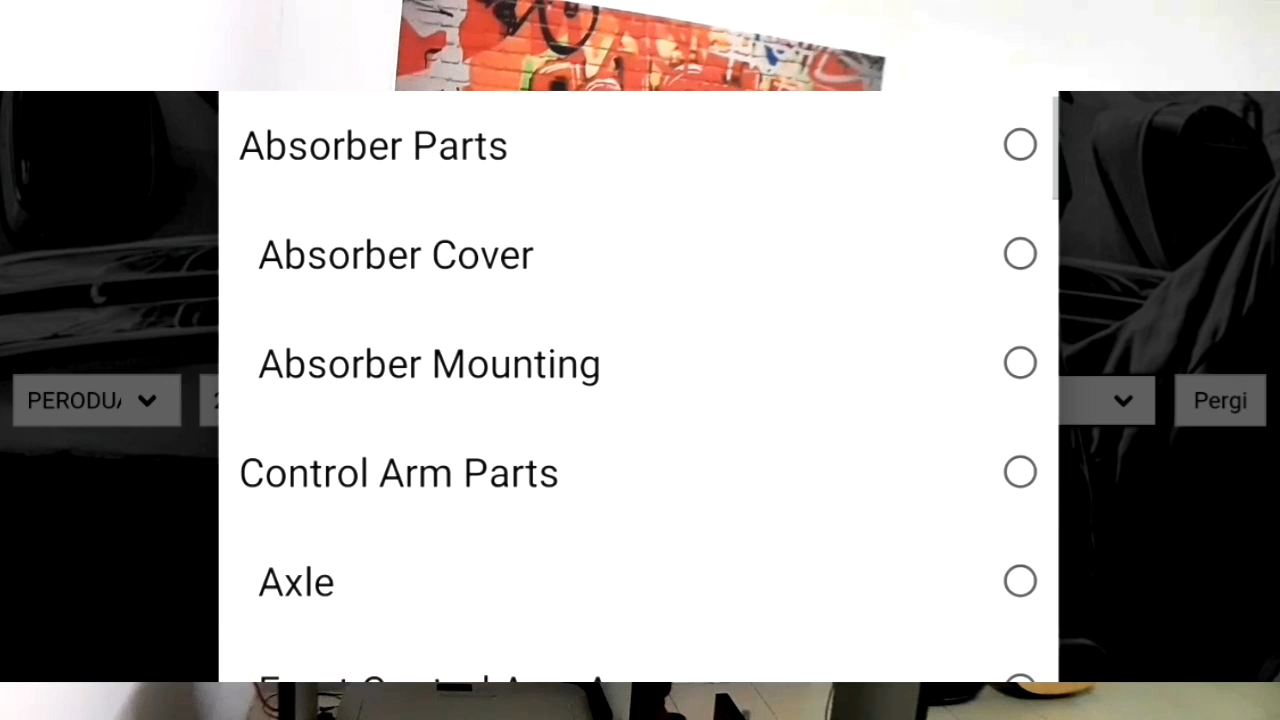 Absorber Parts
Absorber Cover
Absorber Mounting
PERODU
Pergi
Control Arm Parts
Axle